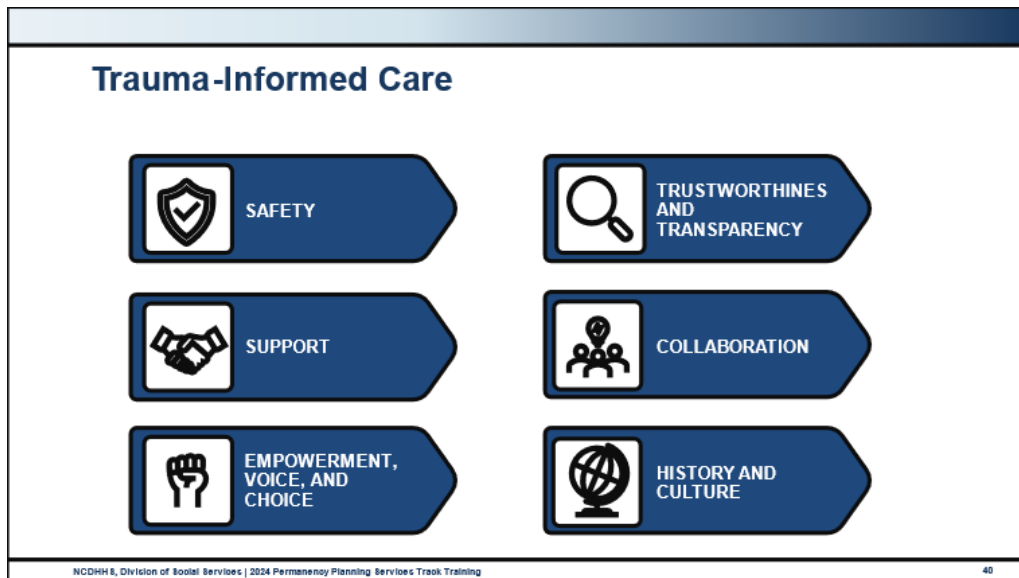 Trauma-Informed Care
SAFETY
TRUSTWORTHINES
AND
TRANSPARENCY
SUPPORT
COLLABORATION
EMPOWERMENT,
VOICE, AND
CHOICE
HISTORY AND
CULTURE
NCDHHS, Division of Social Services | 2024 Permanency Planning Services Track Training
40